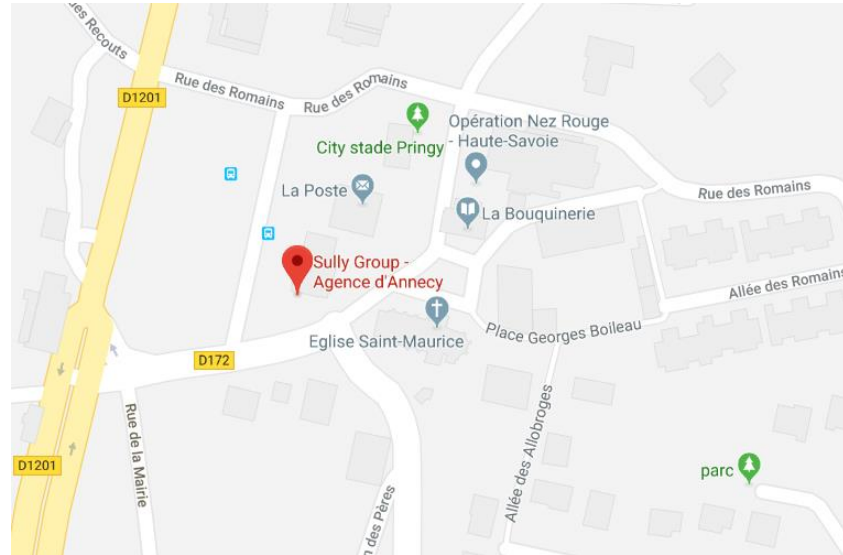 des Recouts
D1201
Rue des Romains
Rue des Romains
City stade Pringy
Opération Nez Rouge
- Haute-Savoie
La Poste
La Bouquinerie
Rue des Romains
Sully Group -
Agence d'Annecy
Allée des Romains
Eglise Saint-Maurice
Place Georges Boileau
D172
Rue de la Mairie
Allée des Allobroges
D1201
parc
n des Pères